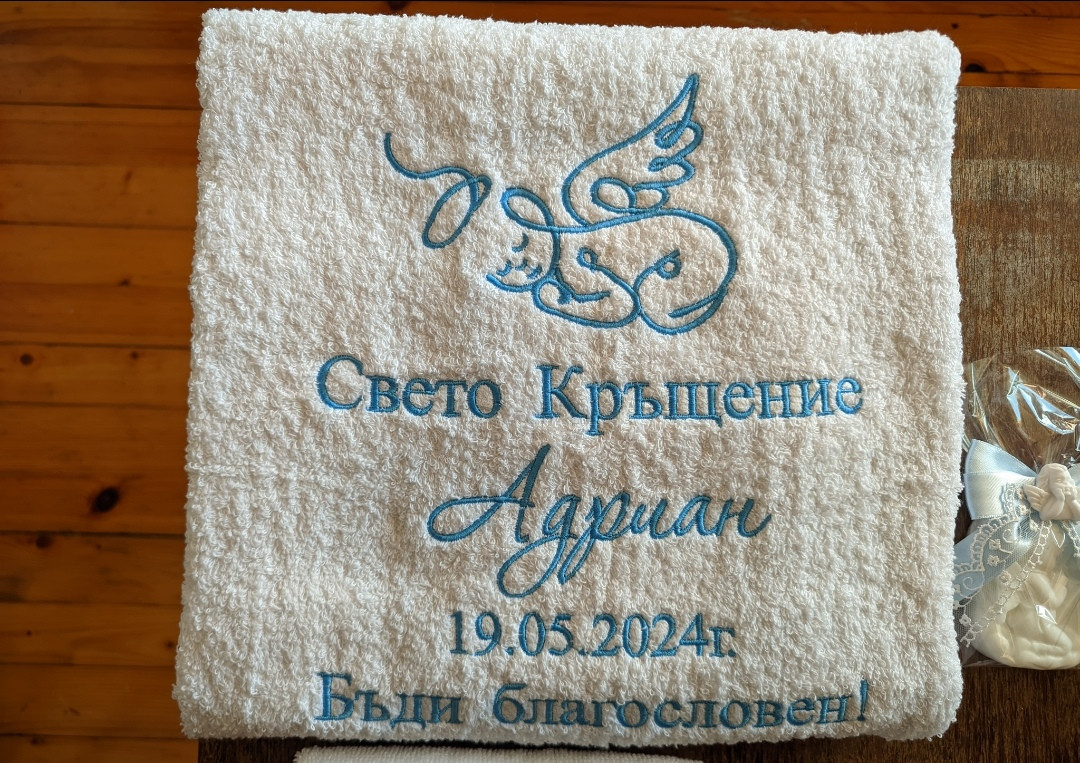 Свето Кръщение
Адриан
19.05.2024г.
Бъди благословен!